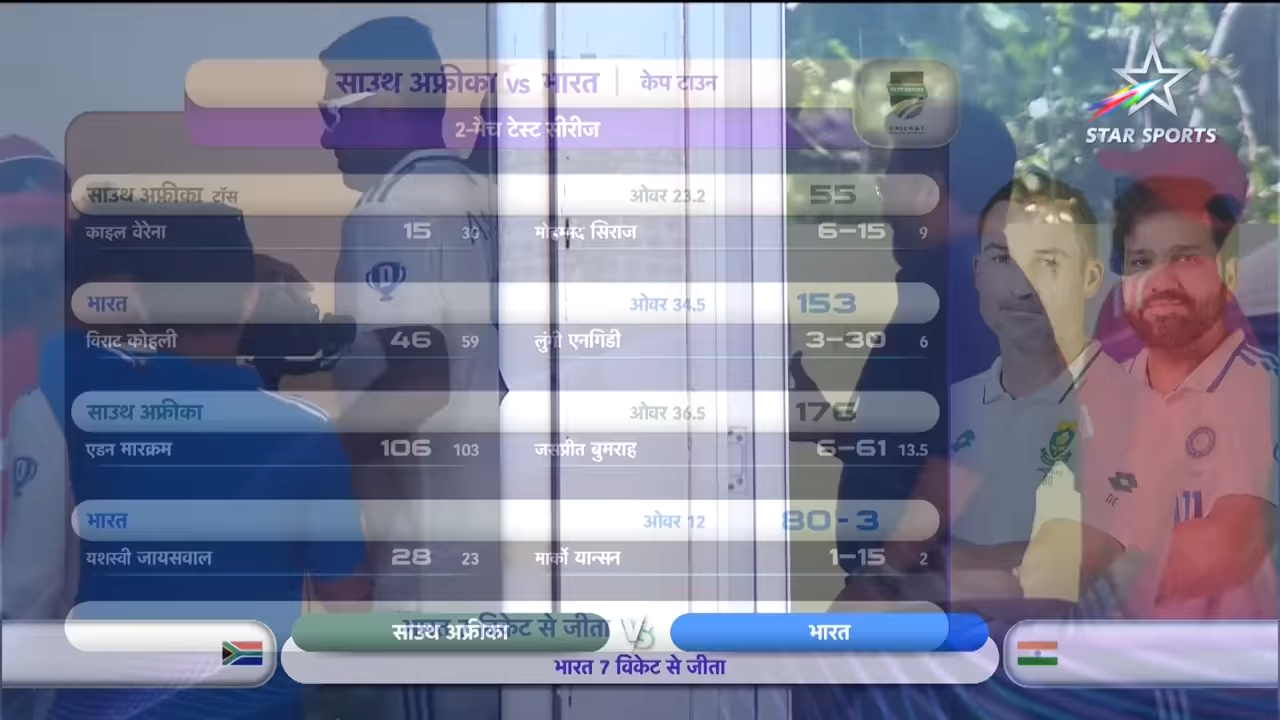 साउथ अफ्रीका vs भारत | केप टाउन
2-मैच टेस्ट सीरीज
STAR SPORTS
साउथ अफ्रीका टॉस ओवर 23.2 55
काइल वेरेना 15 30 मोहम्मद सिराज 6-15 9
भारत ओवर 34.5 153
विराट कोहली 46 59 लुंगी एनगिडी 3-30 6
साउथ अफ्रीका ओवर 36.5 176
एडन मारक्रम 106 103 जसप्रीत बुमराह 6-61 13.5
भारत ओवर 12 80-3
यशस्वी जायसवाल 28 23 मार्को यान्सन 1-15 2
साउथ अफ्रीका VS भारत
भारत 7 विकेट से जीता